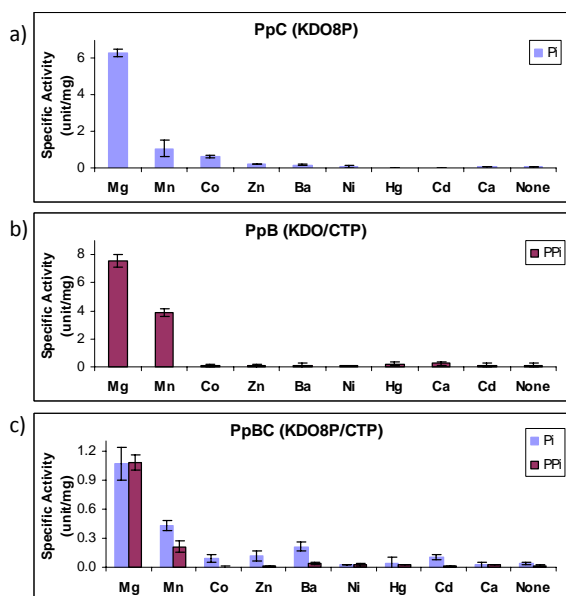 a)
PpC (KDO8P)
Pi
Specific Activity
(unit/mg)
6
4
2
0
Mg Mn Co Zn Ba Ni Hg Cd Ca None
b)
PpB (KDO/CTP)
PPi
Specific Activity
(unit/mg)
8
6
4
2
0
Mg Mn Co Zn Ba Ni Hg Ca Cd None
c)
PpBC (KDO8P/CTP)
Pi
PPi
Specific Activity
(unit/mg)
1.2
0.9
0.6
0.3
0.0
Mg Mn Co Zn Ba Ni Hg Cd Ca None